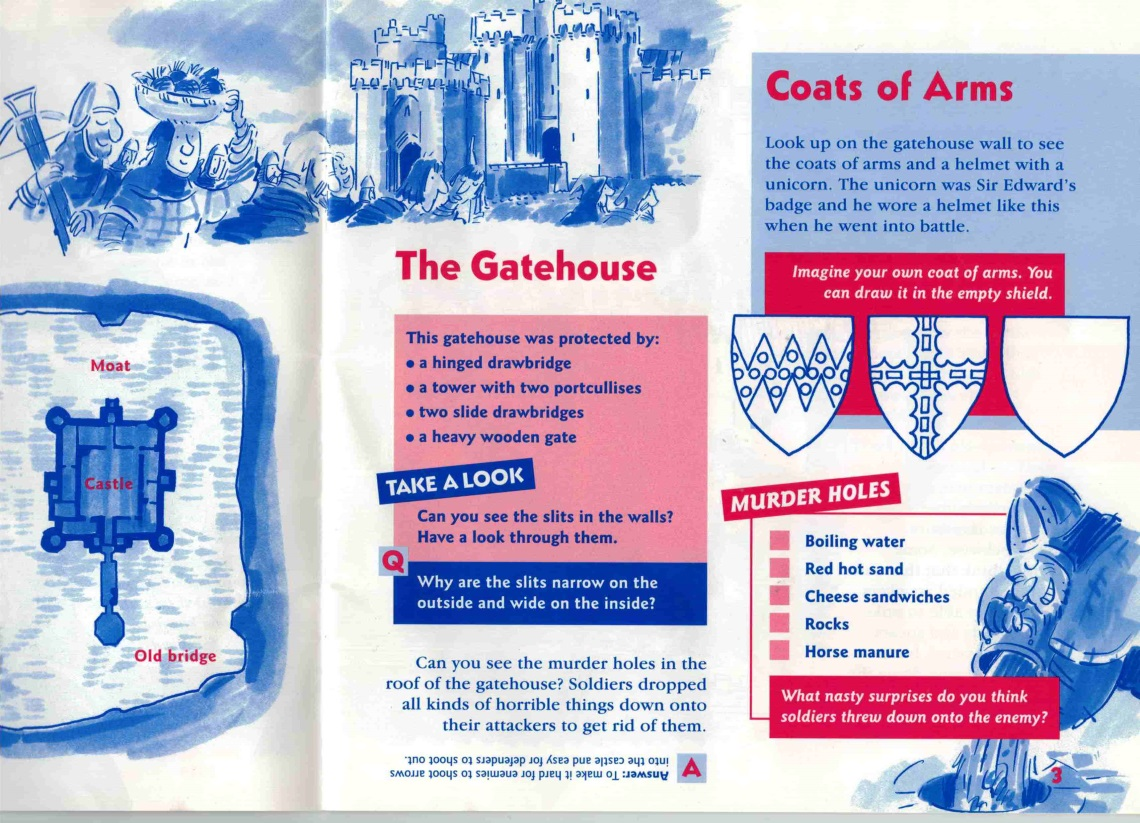 Moat
Castle
Old bridge
The Gatehouse
This gatehouse was protected by:
• a hinged drawbridge
• a tower with two portcullises
• two slide drawbridges
• a heavy wooden gate
TAKE A LOOK
Can you see the slits in the walls?
Have a look through them.
Q
Why are the slits narrow on the
outside and wide on the inside?
Can you see the murder holes in the
roof of the gatehouse? Soldiers dropped
all kinds of horrible things down onto
their attackers to get rid of them.
A
Answer: To make it hard for enemies to shoot arrows
into the castle and easy for defenders to shoot out.
Coats of Arms
Look up on the gatehouse wall to see
the coats of arms and a helmet with a
unicorn. The unicorn was Sir Edward's
badge and he wore a helmet like this
when he went into battle.
Imagine your own coat of arms. You
can draw it in the empty shield.
MURDER HOLES
Boiling water
Red hot sand
Cheese sandwiches
Rocks
Horse manure
What nasty surprises do you think
soldiers threw down onto the enemy?
3